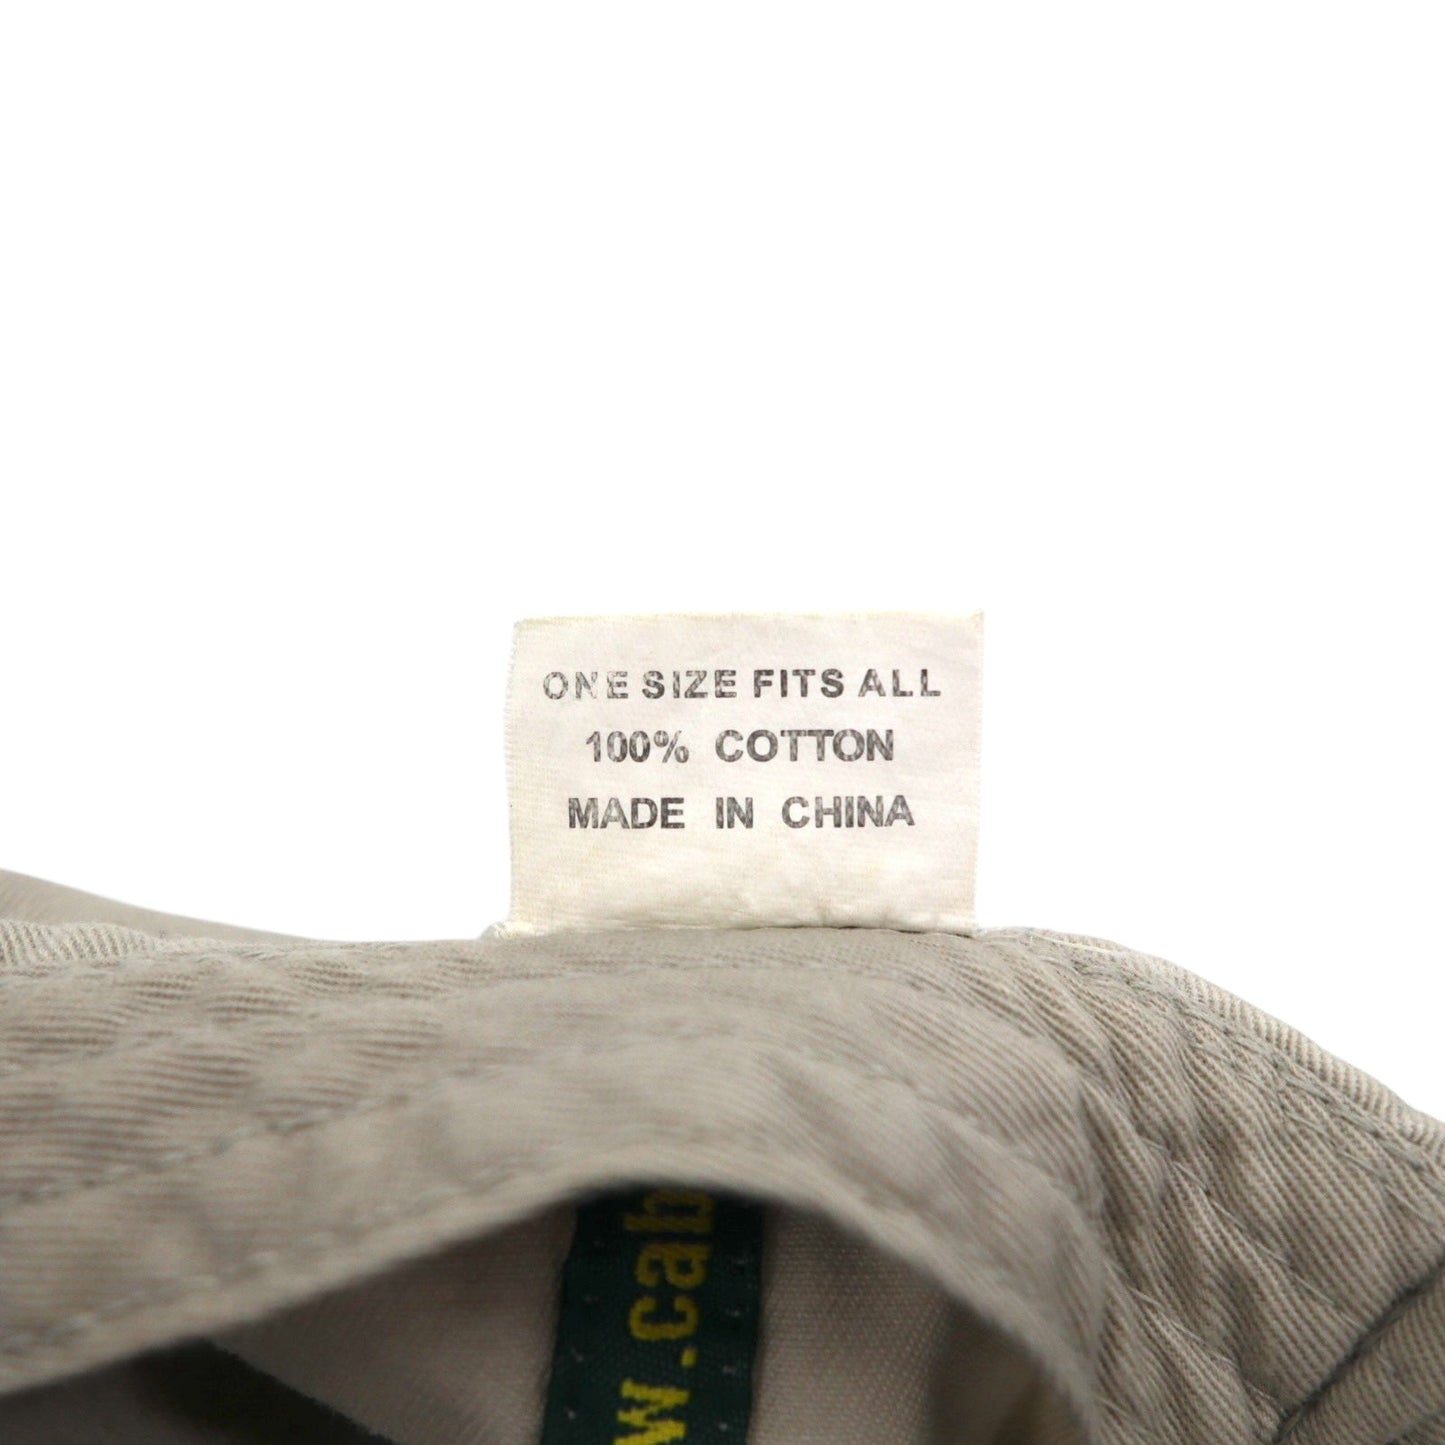 ONE SIZE FITS ALL
100% COTTON
MADE IN CHINA
w.cab